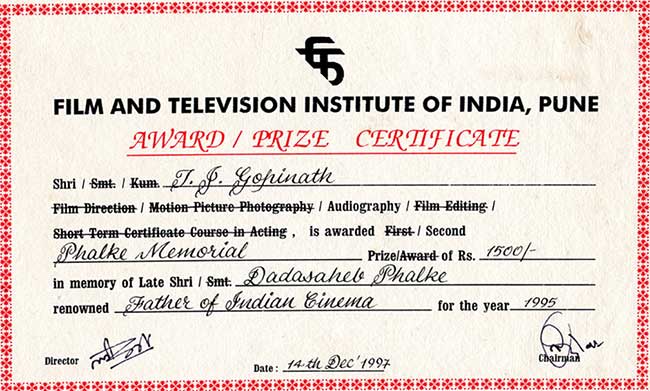 FILM AND TELEVISION INSTITUTE OF INDIA, PUNE
AWARD / PRIZE CERTIFICATE
Shri / Smt. / Kum. T. J. Gopinath
Film Direction / Motion Picture Photography / Audiography / Film Editing /
Short Term Certificate Course in Acting , is awarded First / Second
Phalke Memorial Prize/Award of Rs. 1500/-
in memory of Late Shri / Smt. Dadasaheb Phalke
renowned Father of Indian Cinema for the year 1995
Director
Chairman
Date : 14th Dec' 1997